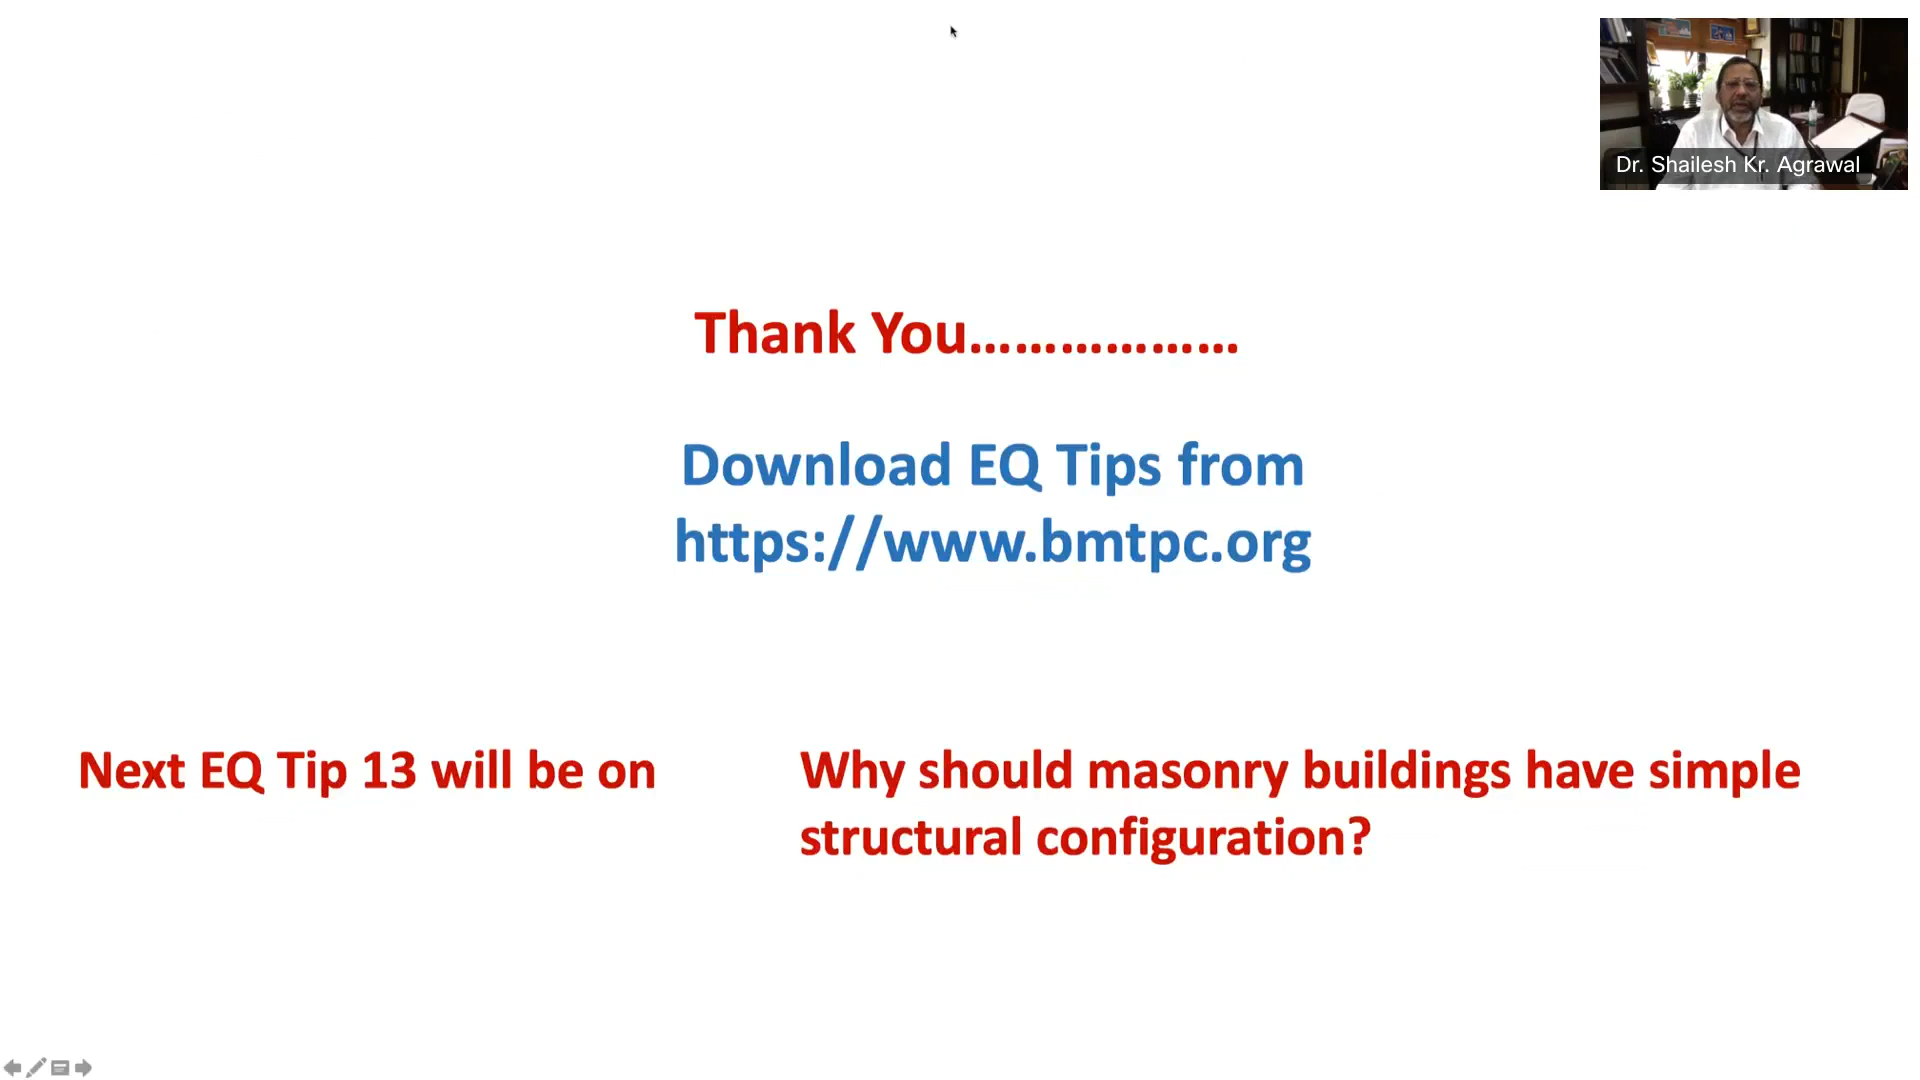 Dr. Shailesh Kr. Agrawal
Thank You………………
Download EQ Tips from
https://www.bmtpc.org
Next EQ Tip 13 will be on
Why should masonry buildings have simple
structural configuration?